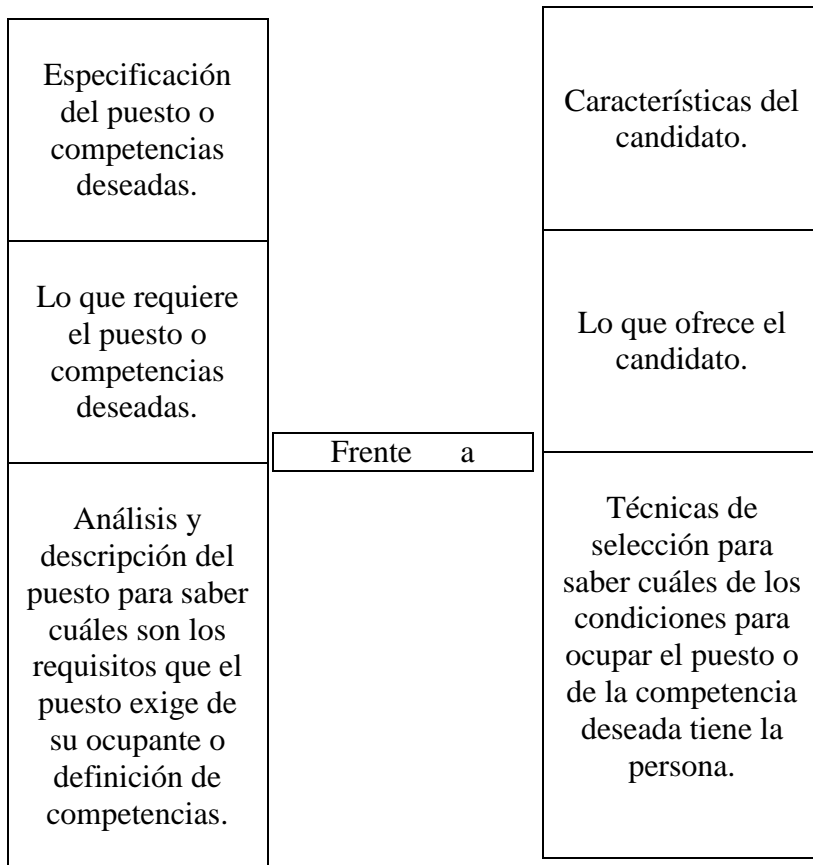 Especificación
del puesto o
competencias
deseadas.
Lo que requiere
el puesto o
competencias
deseadas.
Análisis y
descripción del
puesto para saber
cuáles son los
requisitos que el
puesto exige de
su ocupante o
definición de
competencias.
Frente a
Características del
candidato.
Lo que ofrece el
candidato.
Técnicas de
selección para
saber cuáles de los
condiciones para
ocupar el puesto o
de la competencia
deseada tiene la
persona.